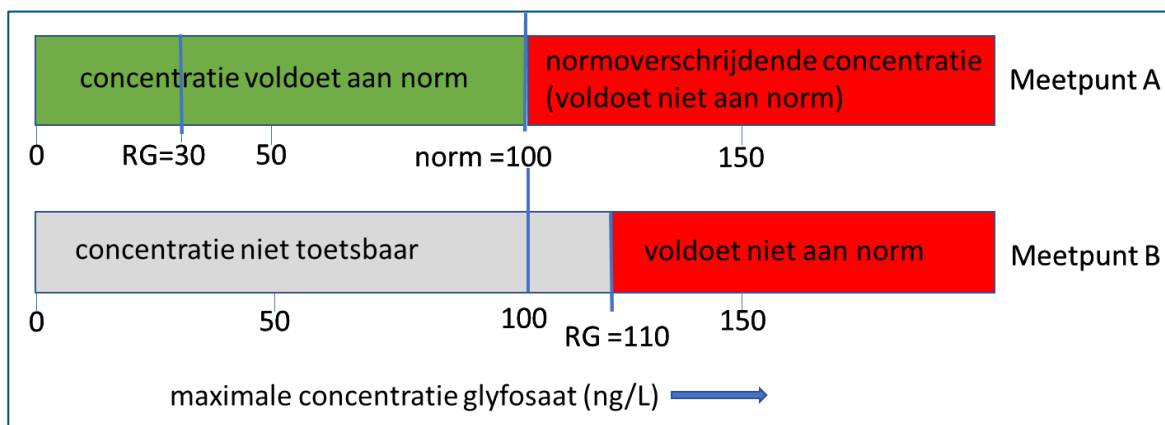 concentratie voldoet aan norm
normoverschrijdende concentratie
(voldoet niet aan norm)
Meetpunt A
0
RG=30
50
norm =100
150
concentratie niet toetsbaar
voldoet niet aan norm
Meetpunt B
0
50
100
RG =110
150
maximale concentratie glyfosaat (ng/L)